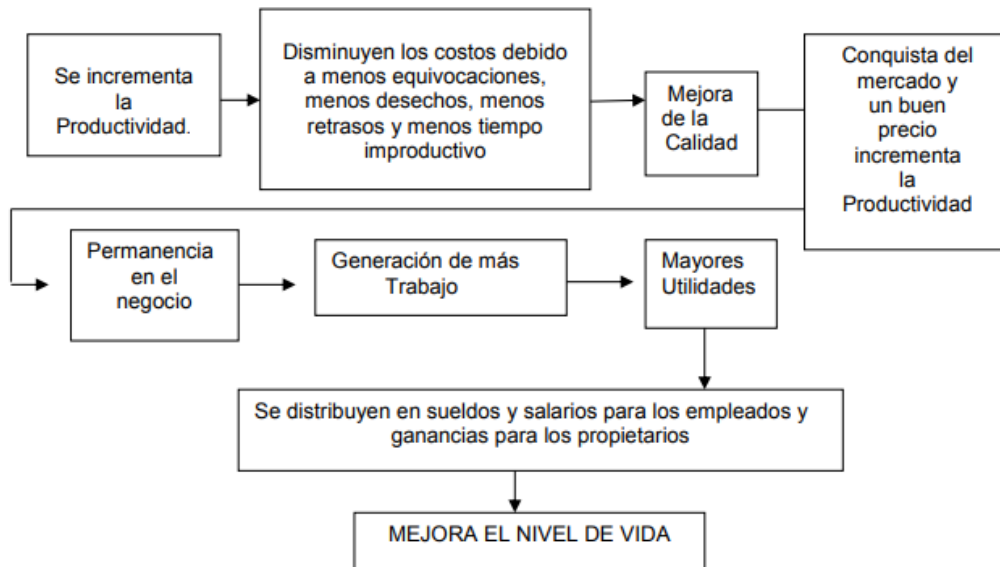 Se incrementa
la
Productividad.
Disminuyen los costos debido
a menos equivocaciones,
menos desechos, menos
retrasos y menos tiempo
improductivo
Mejora
de la
Calidad
Conquista del
mercado y
un buen
precio
incrementa
la
Productividad
Permanencia
en el
negocio
Generación de más
Trabajo
Mayores
Utilidades
Se distribuyen en sueldos y salarios para los empleados y
ganancias para los propietarios
MEJORA EL NIVEL DE VIDA